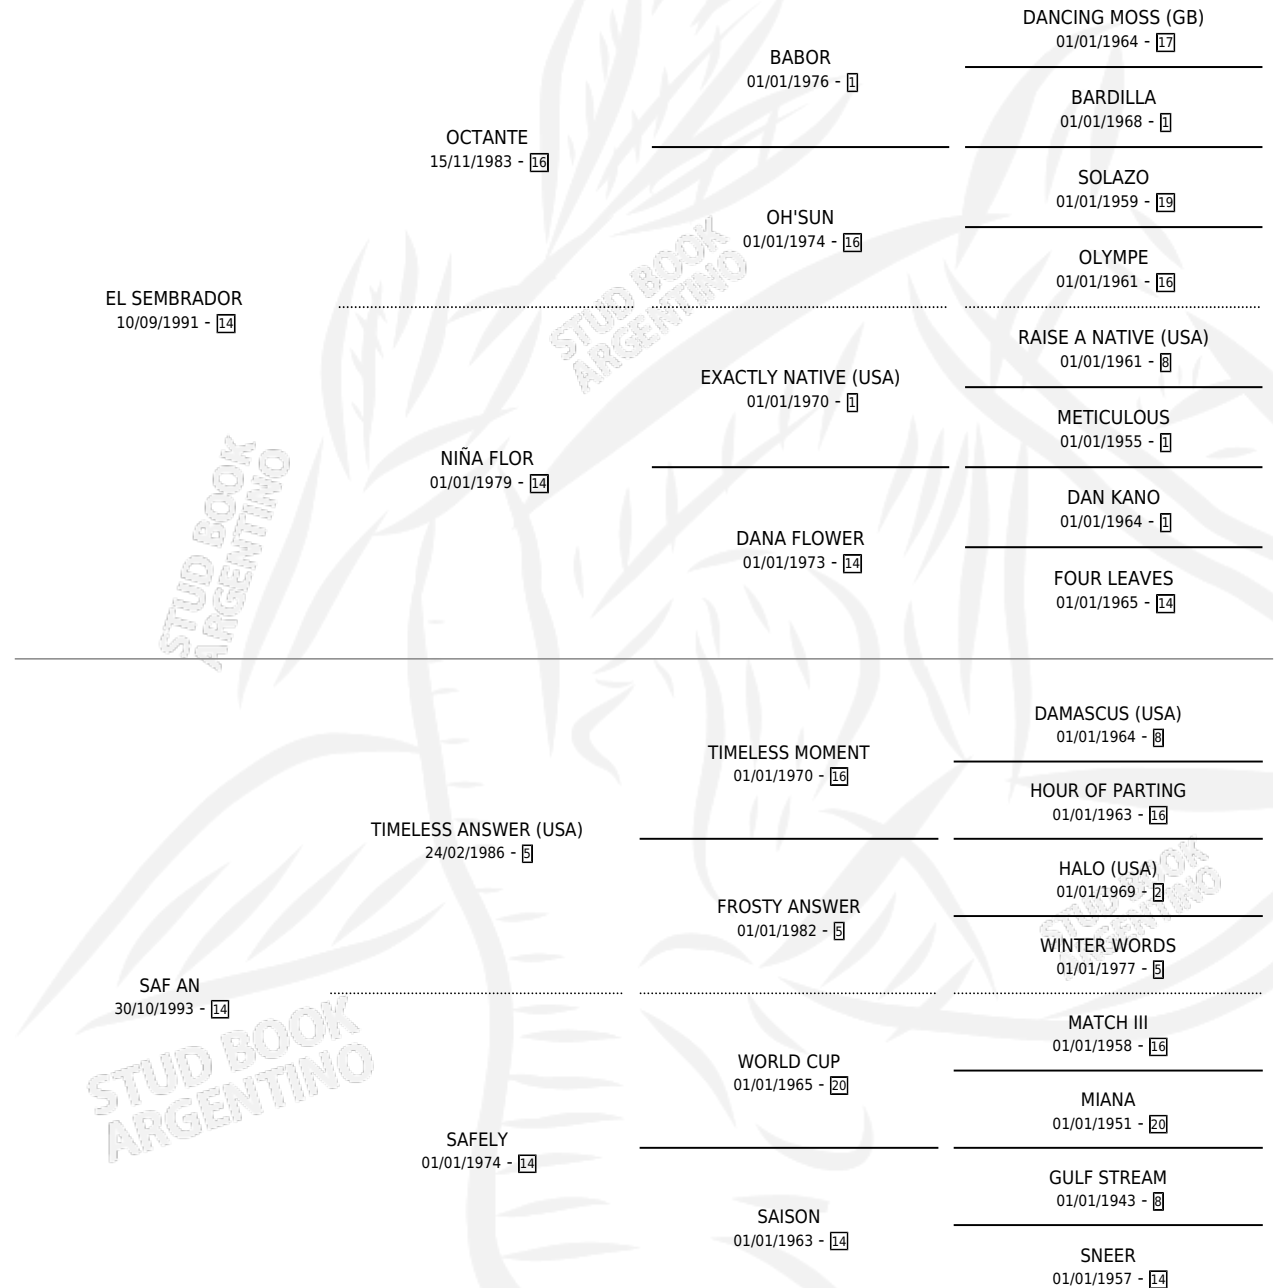 DANCING MOSS (GB)
01/01/1964 - 17
BABOR
01/01/1976 - 1
BARDILLA
01/01/1968 - 1
OCTANTE
15/11/1983 - 16
SOLAZO
01/01/1959 - 19
OH'SUN
01/01/1974 - 16
OLYMPE
01/01/1961 - 16
EL SEMBRADOR
10/09/1991 - 14
RAISE A NATIVE (USA)
01/01/1961 - 8
EXACTLY NATIVE (USA)
01/01/1970 - 1
METICULOUS
01/01/1955 - 1
NIÑA FLOR
01/01/1979 - 14
DAN KANO
01/01/1964 - 1
DANA FLOWER
01/01/1973 - 14
FOUR LEAVES
01/01/1965 - 14
STUD BOOK
ARGENTINO
STUD BOOK
ARGENTINO
DAMASCUS (USA)
01/01/1964 - 8
TIMELESS MOMENT
01/01/1970 - 16
HOUR OF PARTING
01/01/1963 - 16
TIMELESS ANSWER (USA)
24/02/1986 - 5
HALO (USA)
01/01/1969 - 2
FROSTY ANSWER
01/01/1982 - 5
WINTER WORDS
01/01/1977 - 5
STUD BOOK
ARGENTINO
SAF AN
30/10/1993 - 14
MATCH III
01/01/1958 - 16
WORLD CUP
01/01/1965 - 20
MIANA
01/01/1951 - 20
STUD BOOK
ARGENTINO
SAFELY
01/01/1974 - 14
GULF STREAM
01/01/1943 - 8
SAISON
01/01/1963 - 14
SNEER
01/01/1957 - 14